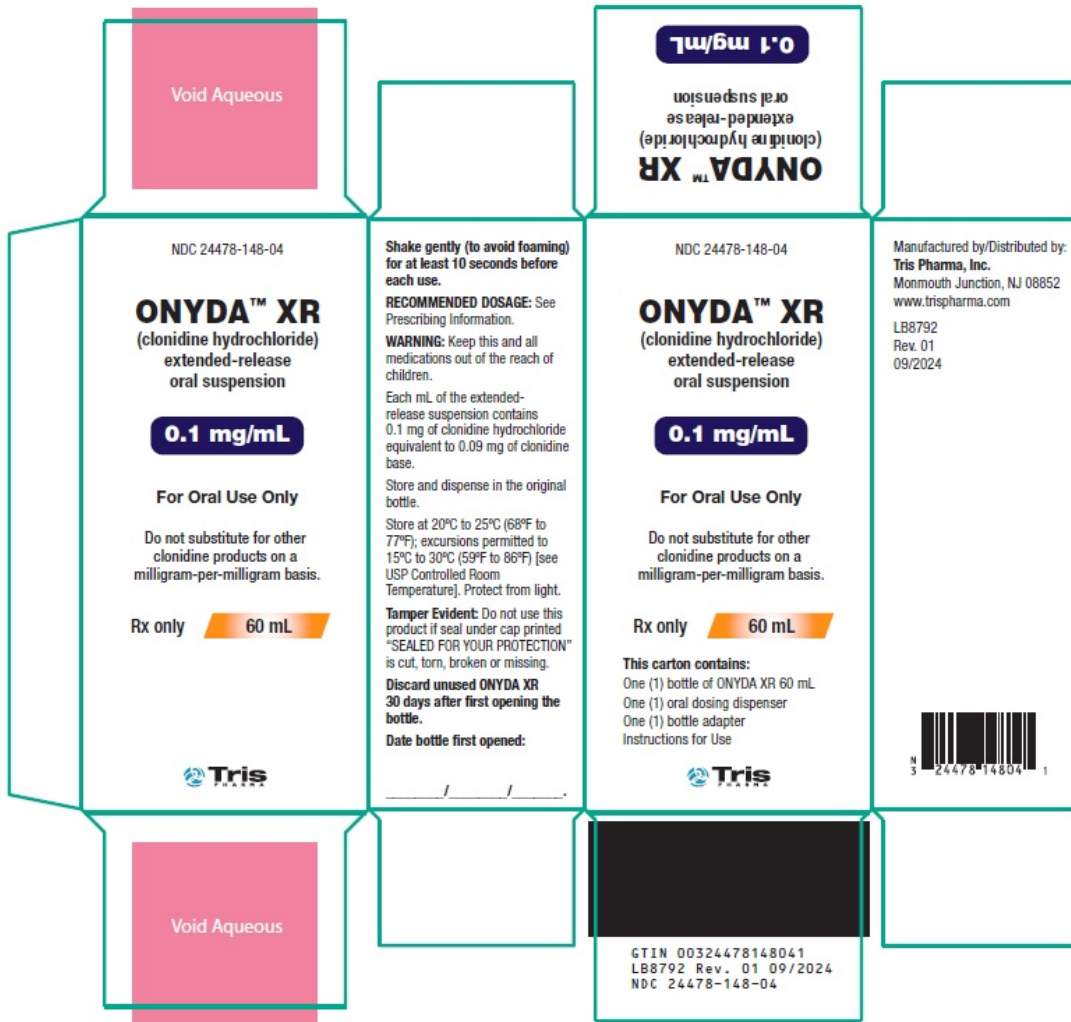 Void Aqueous
NDC 24478-148-04
ONYDA™ XR
(clonidine hydrochloride)
extended-release
oral suspension
0.1 mg/mL
For Oral Use Only
Do not substitute for other
clonidine products on a
milligram-per-milligram basis.
Rx only 60 mL
Tris
PHARMA
Void Aqueous
Shake gently (to avoid foaming)
for at least 10 seconds before
each use.
RECOMMENDED DOSAGE: See
Prescribing Information.
WARNING: Keep this and all
medications out of the reach of
children.
Each mL of the extended-
release suspension contains
0.1 mg of clonidine hydrochloride
equivalent to 0.09 mg of clonidine
base.
Store and dispense in the original
bottle.
Store at 20ºC to 25ºC (68ºF to
77ºF); excursions permitted to
15ºC to 30ºC (59ºF to 86ºF) [see
USP Controlled Room
Temperature]. Protect from light.
Tamper Evident: Do not use this
product if seal under cap printed
“SEALED FOR YOUR PROTECTION”
is cut, torn, broken or missing.
Discard unused ONYDA XR
30 days after first opening the
bottle.
Date bottle first opened:
______/______/______.
ONYDA™ XR
(clonidine hydrochloride)
extended-release
oral suspension
0.1 mg/mL
NDC 24478-148-04
ONYDA™ XR
(clonidine hydrochloride)
extended-release
oral suspension
0.1 mg/mL
For Oral Use Only
Do not substitute for other
clonidine products on a
milligram-per-milligram basis.
Rx only 60 mL
This carton contains:
One (1) bottle of ONYDA XR 60 mL
One (1) oral dosing dispenser
One (1) bottle adapter
Instructions for Use
Tris
PHARMA
GTIN 00324478148041
LB8792 Rev. 01 09/2024
NDC 24478-148-04
Manufactured by/Distributed by:
Tris Pharma, Inc.
Monmouth Junction, NJ 08852
www.trispharma.com
LB8792
Rev. 01
09/2024
N
3 24478 14804 1